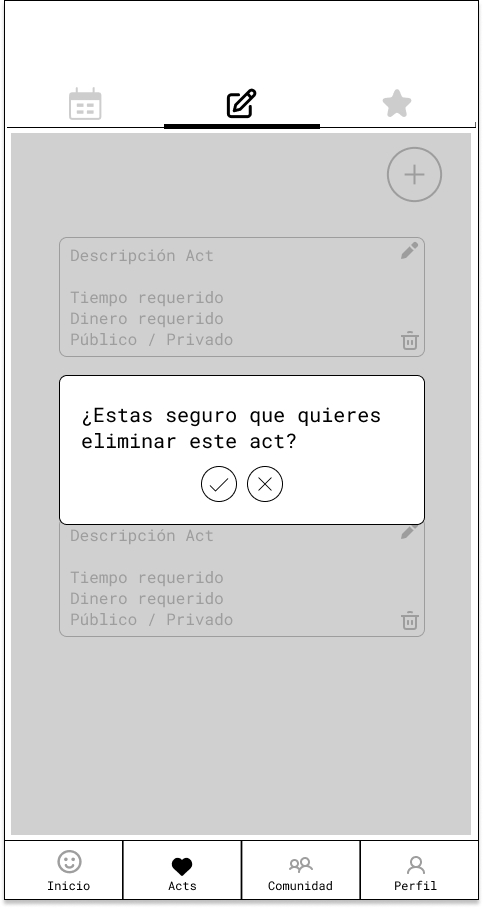 Descripción Act
Tiempo requerido
Dinero requerido
Público / Privado
¿Estas seguro que quieres
eliminar este act?
Descripción Act
Tiempo requerido
Dinero requerido
Público / Privado
Inicio
Acts
Comunidad
Perfil